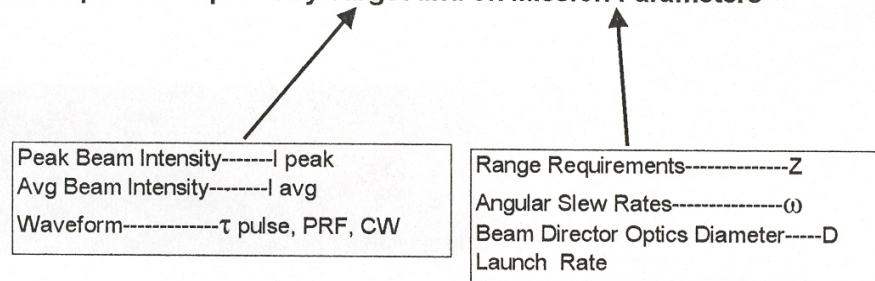 Peak Beam Intensity-------I peak
Avg Beam Intensity--------I avg
Waveform-------------τ pulse, PRF, CW
Range Requirements--------------Z
Angular Slew Rates---------------ω
Beam Director Optics Diameter-----D
Launch Rate